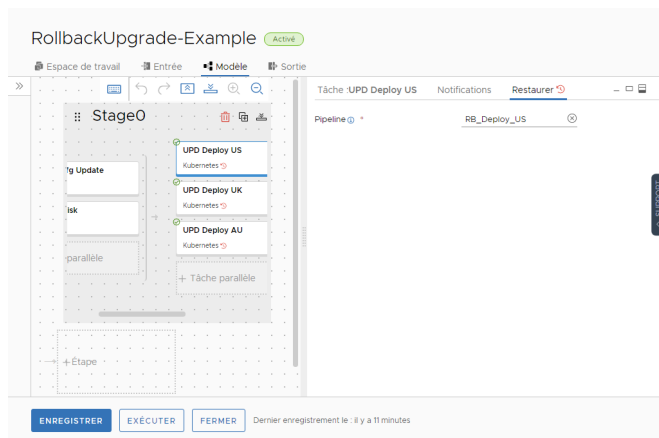 RollbackUpgrade-Example Activé
Espace de travail Entrée Modèle Sortie
Stage0
Update
isk
parallèle
UPD Deploy US
Kubernetes
UPD Deploy UK
Kubernetes
UPD Deploy AU
Kubernetes
+ Tâche parallèle
+Étape
Tâche :UPD Deploy US Notifications Restaurer
Pipeline * RB_Deploy_US
SUPPORT
ENREGISTRER EXÉCUTER FERMER Dernier enregistrement le : il y a 11 minutes